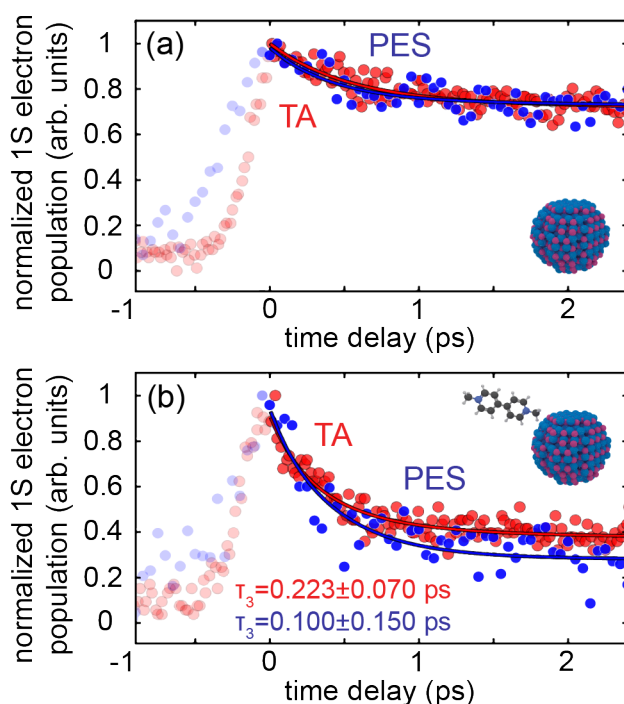 (a)
PES
TA
normalized 1S electron
population (arb. units)
1
0.8
0.6
0.4
0.2
0
-1
0
1
2
time delay (ps)
(b)
TA
PES
τ₃=0.223±0.070 ps
τ₃=0.100±0.150 ps
normalized 1S electron
population (arb. units)
1
0.8
0.6
0.4
0.2
0
-1
0
1
2
time delay (ps)